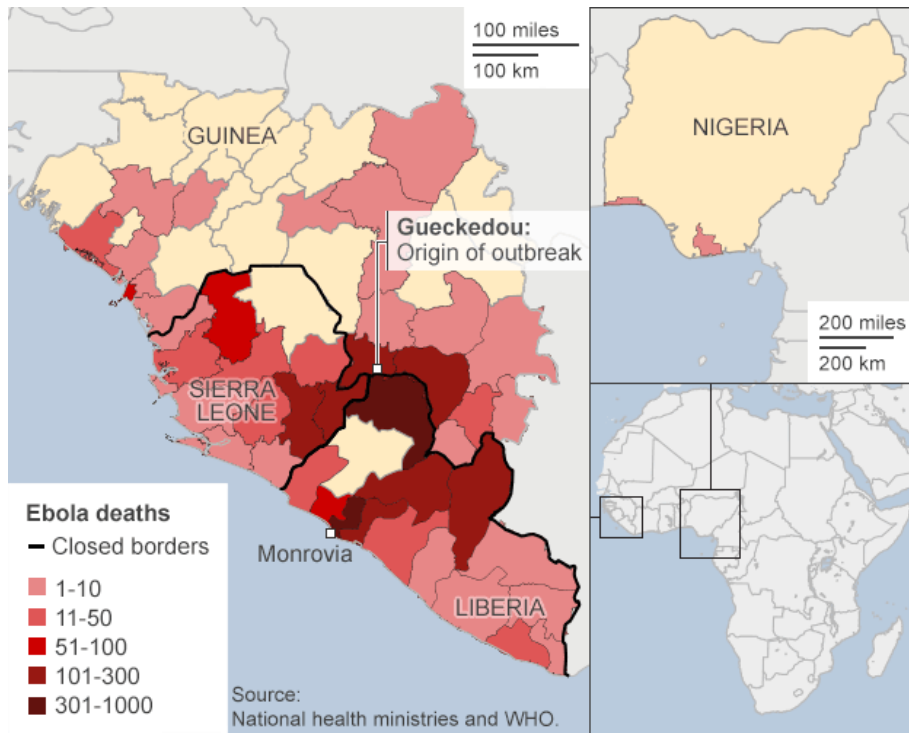 100 miles
100 km
GUINEA
NIGERIA
Gueckedou:
Origin of outbreak
200 miles
200 km
SIERRA
LEONE
Ebola deaths
Closed borders
Monrovia
1-10
LIBERIA
11-50
51-100
101-300
301-1000
Source:
National health ministries and WHO.